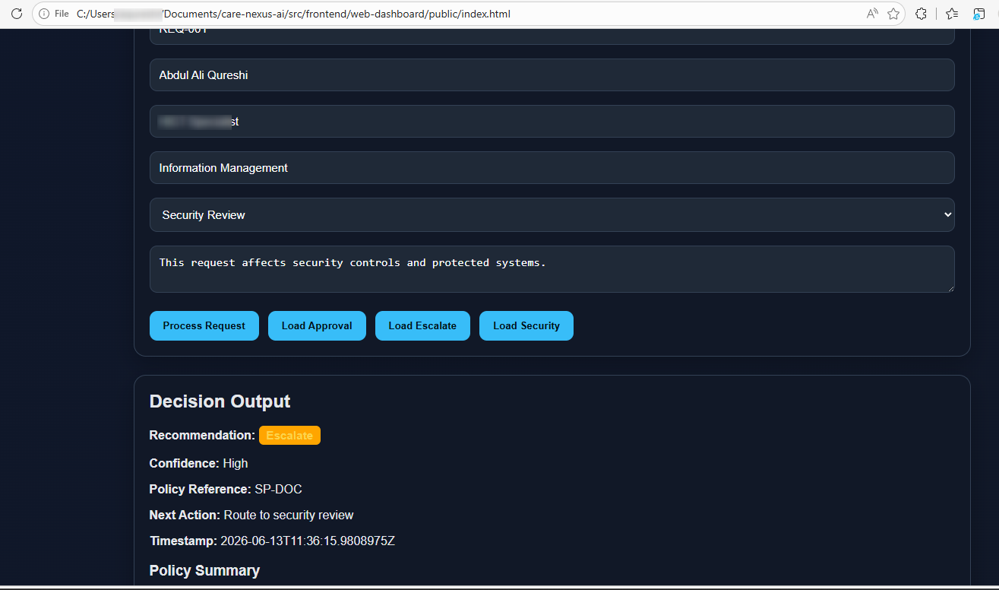 File C:/Users /Documents/care-nexus-ai/src/frontend/web-dashboard/public/index.html
REQ-001
Abdul Ali Qureshi
Information Management
Security Review
This request affects security controls and protected systems.
Process Request Load Approval Load Escalate Load Security
Decision Output
Recommendation: Escalate
Confidence: High
Policy Reference: SP-DOC
Next Action: Route to security review
Timestamp: 2026-06-13T11:36:15.9808975Z
Policy Summary